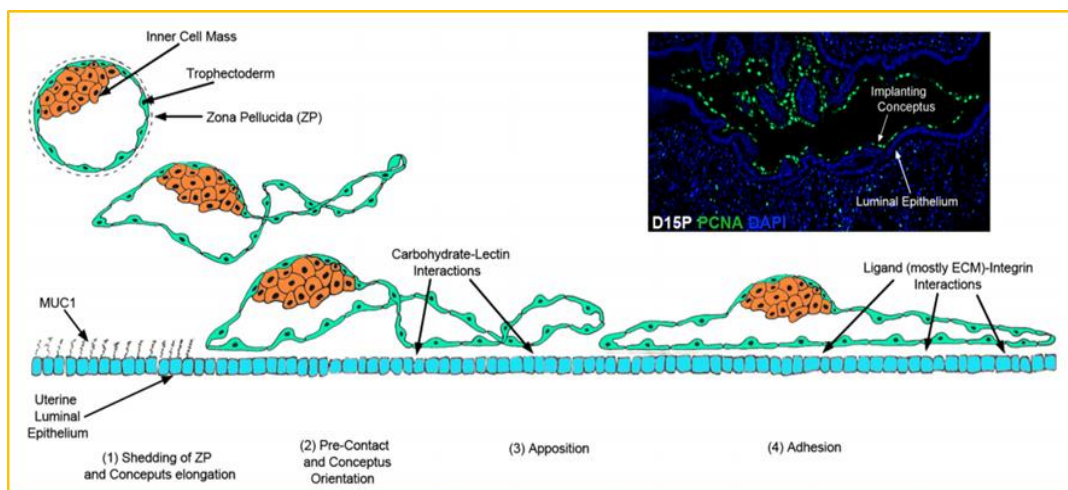 Inner Cell Mass
Trophectoderm
Zona Pellucida (ZP)
Implanting
Conceptus
Luminal Epithelium
D15P PCNA DAPI
Carbohydrate-Lectin
Interactions
Ligand (mostly ECM)-Integrin
Interactions
MUC1
Uterine
Luminal
Epithelium
(1) Shedding of ZP
and Conceputs elongation
(2) Pre-Contact
and Conceptus
Orientation
(3) Apposition
(4) Adhesion